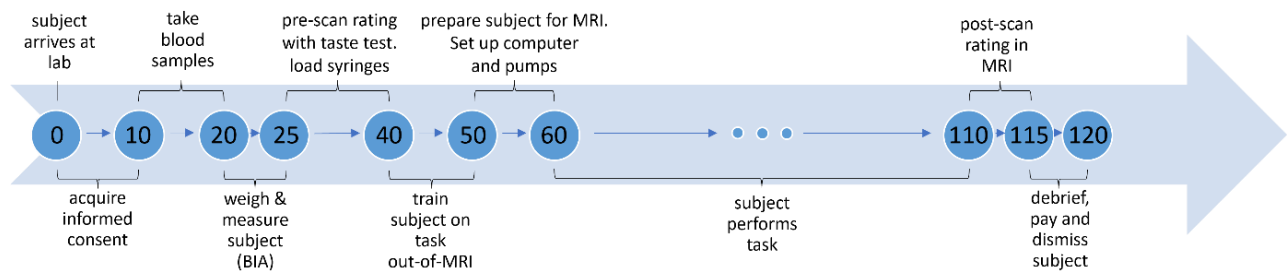 subject
arrives at
lab
take
blood
samples
pre-scan rating
with taste test.
load syringes
prepare subject for MRI.
Set up computer
and pumps
post-scan
rating in
MRI
0
10
20
25
40
50
60
110
115
120
acquire
informed
consent
weigh &
measure
subject
(BIA)
train
subject on
task
out-of-MRI
subject
performs
task
debrief,
pay and
dismiss
subject